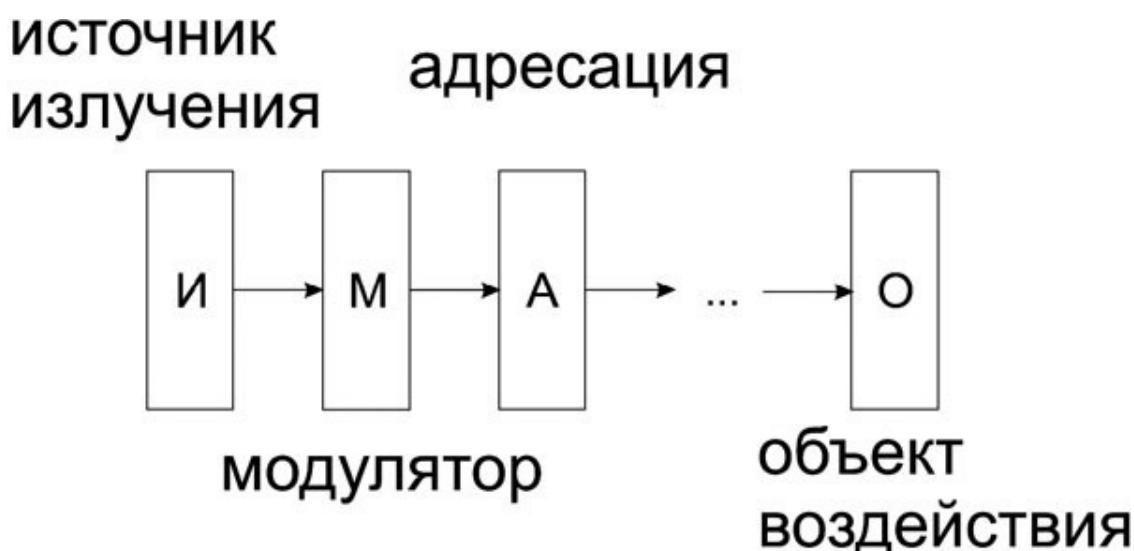 источник
излучения
адресация
И М А ... О
модулятор
объект
воздействия